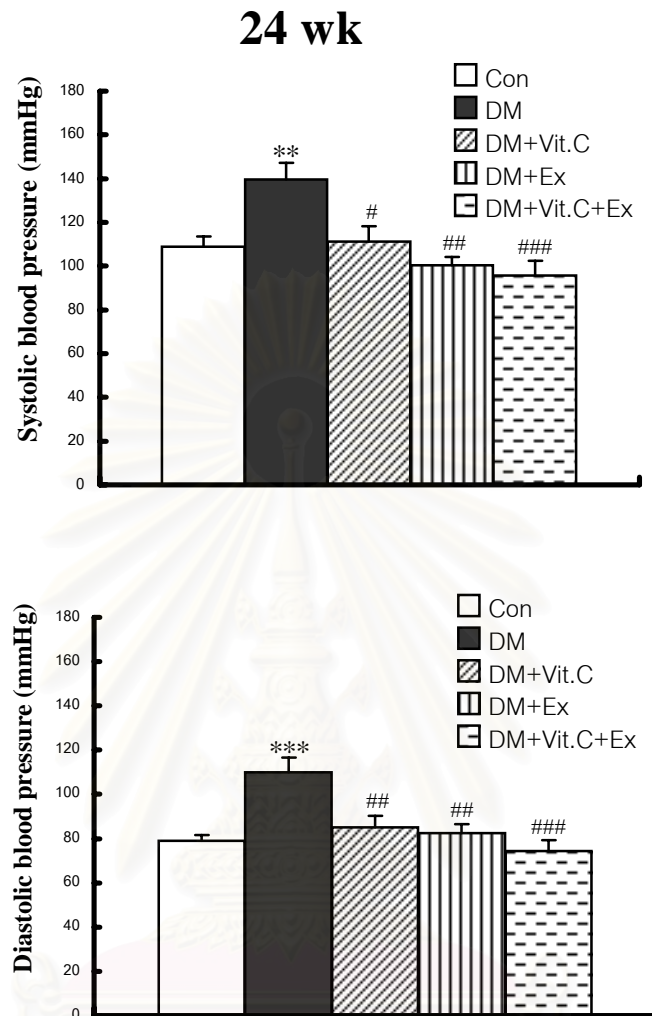 24 wk
Systolic blood pressure (mmHg)
180
160
140
120
100
80
60
40
20
0
**
#
##
###
Con
DM
DM+Vit.C
DM+Ex
DM+Vit.C+Ex
Diastolic blood pressure (mmHg)
180
160
140
120
100
80
60
40
20
0
***
##
##
###
Con
DM
DM+Vit.C
DM+Ex
DM+Vit.C+Ex